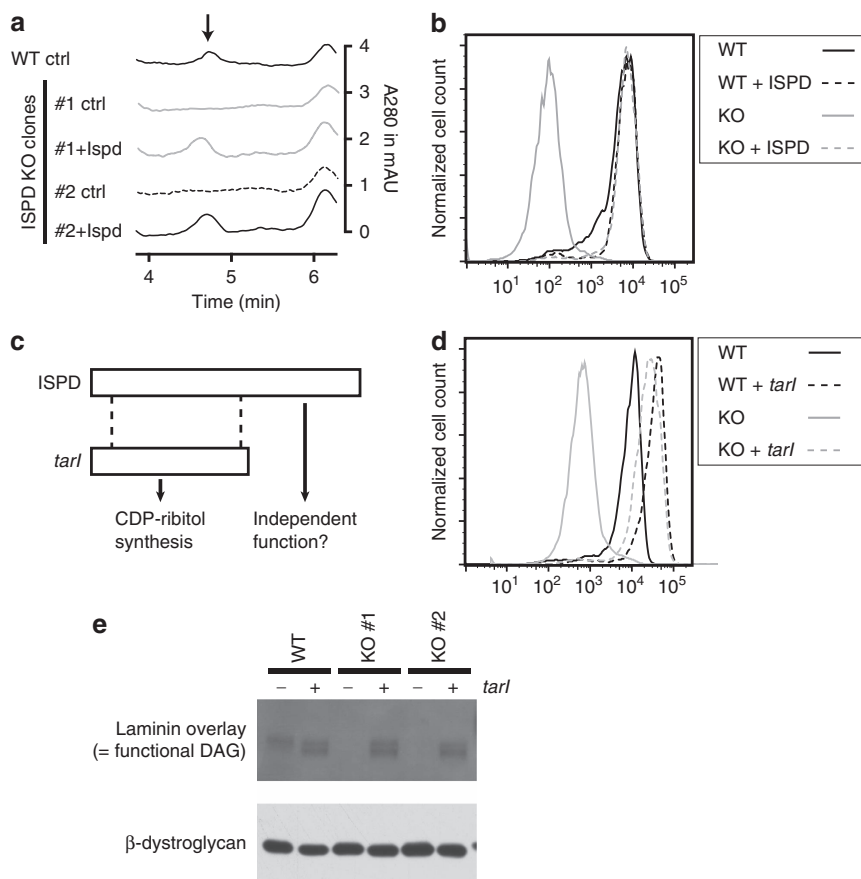 a
WT ctrl
ISPD KO clones
#1 ctrl
#1+Ispd
#2 ctrl
#2+Ispd
4
3
2
1
0
A280 in mAU
4 5 6
Time (min)
b
Normalized cell count
10¹ 10² 10³ 10⁴ 10⁵
WT
WT + ISPD
KO
KO + ISPD
c
ISPD
tarI
CDP-ribitol
synthesis
Independent
function?
d
Normalized cell count
10¹ 10² 10³ 10⁴ 10⁵
WT
WT + tarI
KO
KO + tarI
e
WT KO #1 KO #2
– + – + – + tarI
Laminin overlay
(= functional DAG)
β-dystroglycan